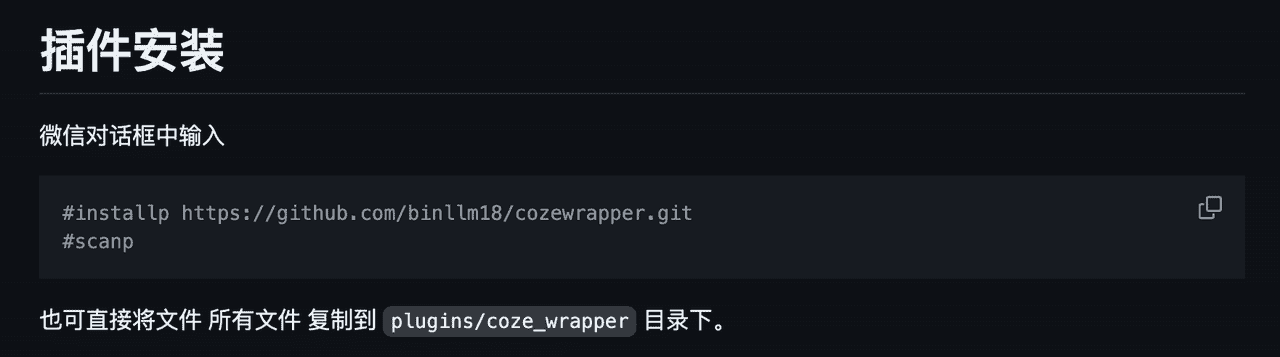 插件安装
微信对话框中输入
#installp https://github.com/binllm18/cozewrapper.git
#scanp
也可直接将文件 所有文件 复制到 plugins/coze_wrapper 目录下。